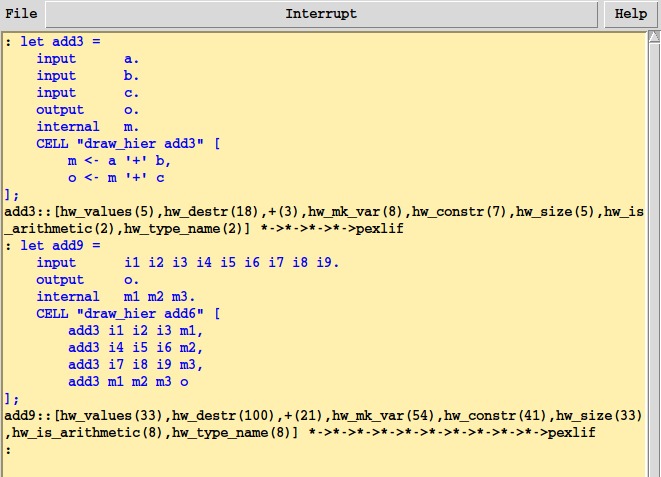 File Interrupt Help
: let add3 =
    input      a.
    input      b.
    input      c.
    output     o.
    internal   m.
    CELL "draw_hier add3" [
        m <- a '+' b,
        o <- m '+' c
];
add3::[hw_values(5),hw_destr(18),+(3),hw_mk_var(8),hw_constr(7),hw_size(5),hw_is
_arithmetic(2),hw_type_name(2)] *->*->*->*->pexlif
: let add9 =
    input      i1 i2 i3 i4 i5 i6 i7 i8 i9.
    output     o.
    internal   m1 m2 m3.
    CELL "draw_hier add6" [
        add3 i1 i2 i3 m1,
        add3 i4 i5 i6 m2,
        add3 i7 i8 i9 m3,
        add3 m1 m2 m3 o
];
add9::[hw_values(33),hw_destr(100),+(21),hw_mk_var(54),hw_constr(41),hw_size(33)
,hw_is_arithmetic(8),hw_type_name(8)] *->*->*->*->*->*->*->*->*->*->pexlif
: